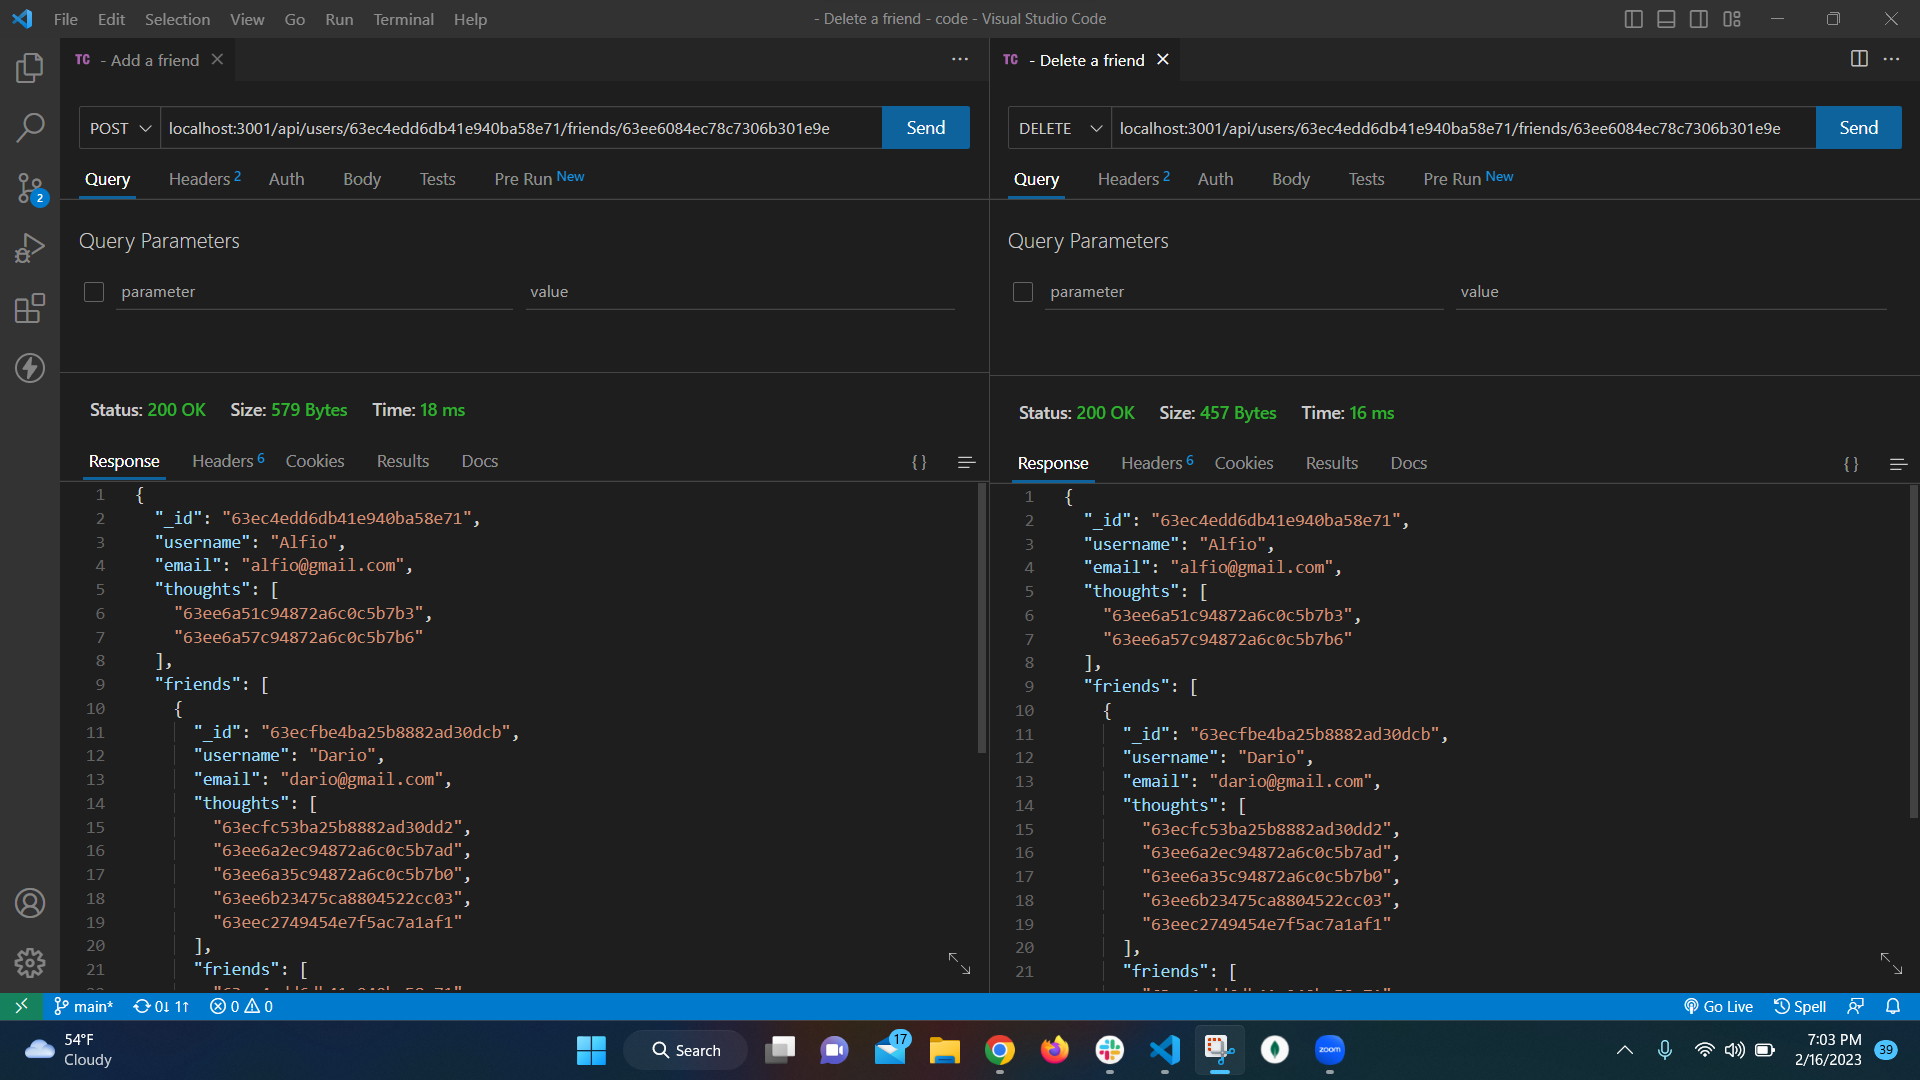 File Edit Selection View Go Run Terminal Help
- Delete a friend - code - Visual Studio Code
TC - Add a friend
POST localhost:3001/api/users/63ec4edd6db41e940ba58e71/friends/63ee6084ec78c7306b301e9e Send
Query Headers 2 Auth Body Tests Pre Run New
Query Parameters
parameter value
Status: 200 OK Size: 579 Bytes Time: 18 ms
Response Headers 6 Cookies Results Docs
{ }
1 {
2 "_id": "63ec4edd6db41e940ba58e71",
3 "username": "Alfio",
4 "email": "alfio@gmail.com",
5 "thoughts": [
6 "63ee6a51c94872a6c0c5b7b3",
7 "63ee6a57c94872a6c0c5b7b6"
8 ],
9 "friends": [
10 {
11 "_id": "63ecfbe4ba25b8882ad30dcb",
12 "username": "Dario",
13 "email": "dario@gmail.com",
14 "thoughts": [
15 "63ecfc53ba25b8882ad30dd2",
16 "63ee6a2ec94872a6c0c5b7ad",
17 "63ee6a35c94872a6c0c5b7b0",
18 "63ee6b23475ca8804522cc03",
19 "63eec2749454e7f5ac7a1af1"
20 ],
21 "friends": [
TC - Delete a friend
DELETE localhost:3001/api/users/63ec4edd6db41e940ba58e71/friends/63ee6084ec78c7306b301e9e Send
Query Headers 2 Auth Body Tests Pre Run New
Query Parameters
parameter value
Status: 200 OK Size: 457 Bytes Time: 16 ms
Response Headers 6 Cookies Results Docs
{ }
1 {
2 "_id": "63ec4edd6db41e940ba58e71",
3 "username": "Alfio",
4 "email": "alfio@gmail.com",
5 "thoughts": [
6 "63ee6a51c94872a6c0c5b7b3",
7 "63ee6a57c94872a6c0c5b7b6"
8 ],
9 "friends": [
10 {
11 "_id": "63ecfbe4ba25b8882ad30dcb",
12 "username": "Dario",
13 "email": "dario@gmail.com",
14 "thoughts": [
15 "63ecfc53ba25b8882ad30dd2",
16 "63ee6a2ec94872a6c0c5b7ad",
17 "63ee6a35c94872a6c0c5b7b0",
18 "63ee6b23475ca8804522cc03",
19 "63eec2749454e7f5ac7a1af1"
20 ],
21 "friends": [
2
main* 0↓ 1↑ 0 0
Go Live Spell
54°F
Cloudy
Search
17
zoom
7:03 PM
2/16/2023
39